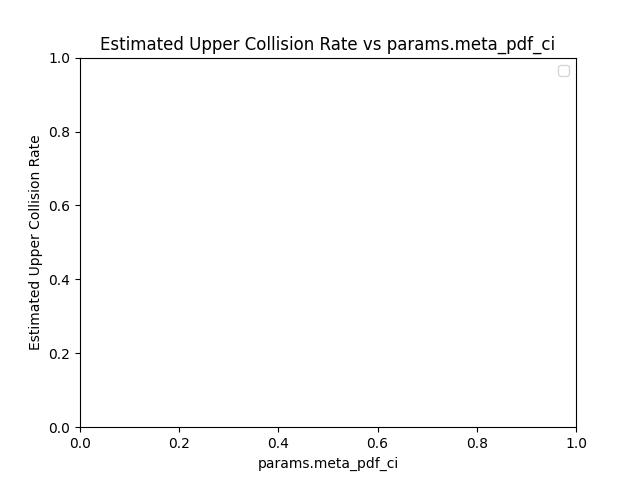 Estimated Upper Collision Rate vs params.meta_pdf_ci
1.0
0.8
0.6
0.4
0.2
0.0
Estimated Upper Collision Rate
0.0 0.2 0.4 0.6 0.8 1.0
params.meta_pdf_ci